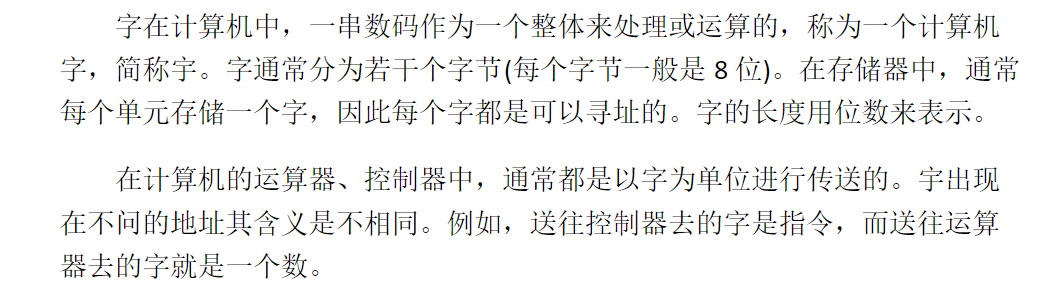 字在计算机中，一串数码作为一个整体来处理或运算的，称为一个计算机
字，简称宇。字通常分为若干个字节(每个字节一般是 8 位)。在存储器中，通常
每个单元存储一个字，因此每个字都是可以寻址的。字的长度用位数来表示。
在计算机的运算器、控制器中，通常都是以字为单位进行传送的。宇出现
在不问的地址其含义是不相同。例如，送往控制器去的字是指令，而送往运算
器去的字就是一个数。